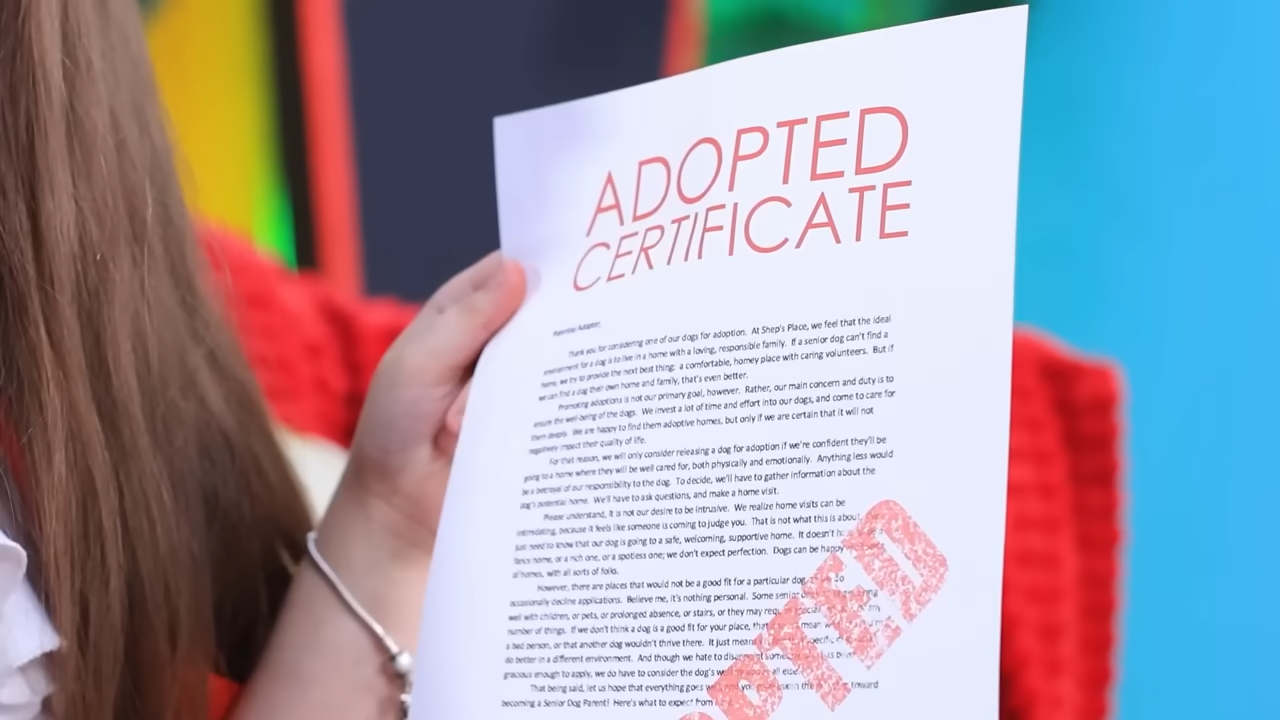 ADOPTED
CERTIFICATE
Potential Adopter,
Thank you for considering one of our dogs for adoption. At Shep's Place, we feel that the ideal
environment for a dog is to live in a home with a loving, responsible family. If a senior dog can't find a
home, we try to provide the next best thing: a comfortable, homey place with caring volunteers. But if
we can find a dog their own home and family, that's even better.
Promoting adoptions is not our primary goal, however. Rather, our main concern and duty is to
ensure the well-being of the dogs. We invest a lot of time and effort into our dogs, and come to care for
them deeply. We are happy to find them adoptive homes, but only if we are certain that it will not
negatively impact their quality of life.
For that reason, we will only consider releasing a dog for adoption if we're confident they'll be
going to a home where they will be well cared for, both physically and emotionally. Anything less would
be a betrayal of our responsibility to the dog. To decide, we'll have to gather information about the
dog's potential home. We'll have to ask questions, and make a home visit.
Please understand, it is not our desire to be intrusive. We realize home visits can be
intimidating, because it feels like someone is coming to judge you. That is not what this is about
just need to know that our dog is going to a safe, welcoming, supportive home. It doesn't
fancy home, or a rich one, or a spotless one; we don't expect perfection. Dogs can be happy
of homes, with all sorts of folks.
However, there are places that would not be a good fit for a particular dog,
occasionally decline applications. Believe me, it's nothing personal. Some senior
well with children, or pets, or prolonged absence, or stairs, or they may require special any
number of things. If we don't think a dog is a good fit for your place, that mean
a bad person, or that another dog wouldn't thrive there. It just means specific
do better in a different environment. And though we hate to disappoint
gracious enough to apply, we do have to consider the dog's all else.
That being said, let us hope that everything goes toward
becoming a Senior Dog Parent! Here's what to expect from